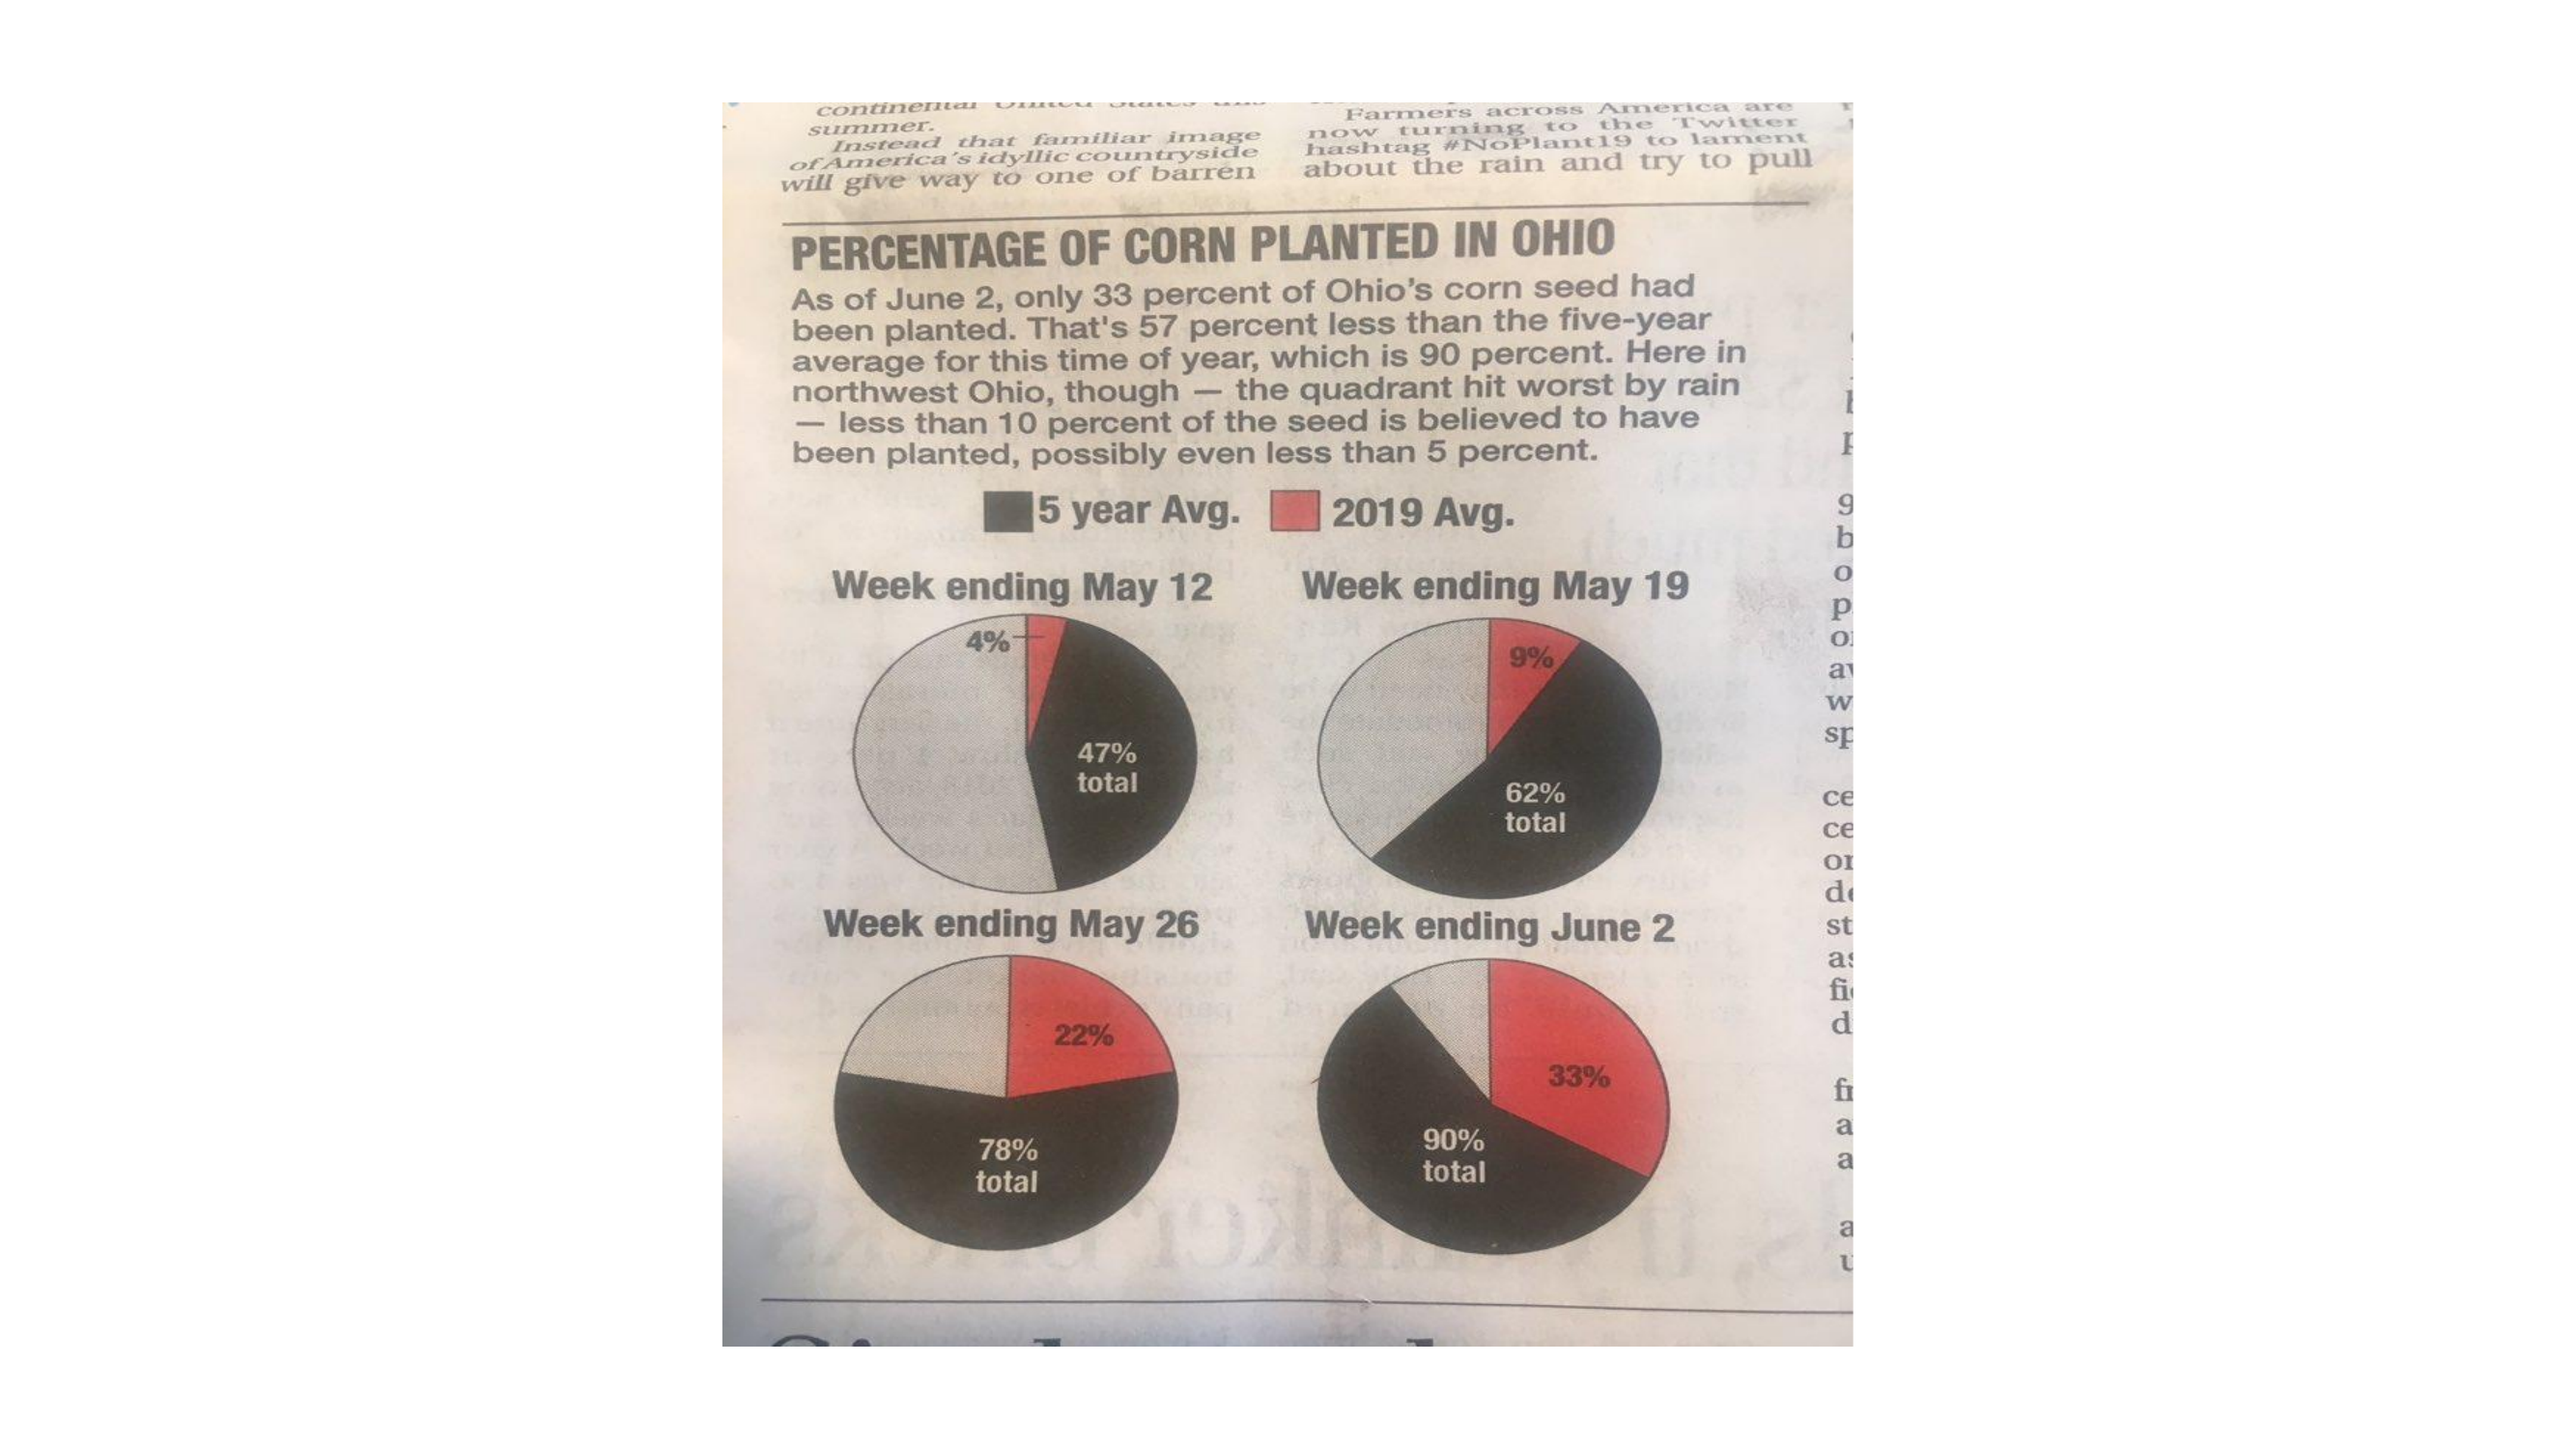 continental United States this
summer.
Instead that familiar image
of America's idyllic countryside
will give way to one of barren
Farmers across America are
now turning to the Twitter
hashtag #NoPlant19 to lament
about the rain and try to pull
PERCENTAGE OF CORN PLANTED IN OHIO
As of June 2, only 33 percent of Ohio's corn seed had
been planted. That's 57 percent less than the five-year
average for this time of year, which is 90 percent. Here in
northwest Ohio, though — the quadrant hit worst by rain
— less than 10 percent of the seed is believed to have
been planted, possibly even less than 5 percent.
5 year Avg. 2019 Avg.
Week ending May 12
4%
47%
total
Week ending May 19
9%
62%
total
Week ending May 26
22%
78%
total
Week ending June 2
33%
90%
total